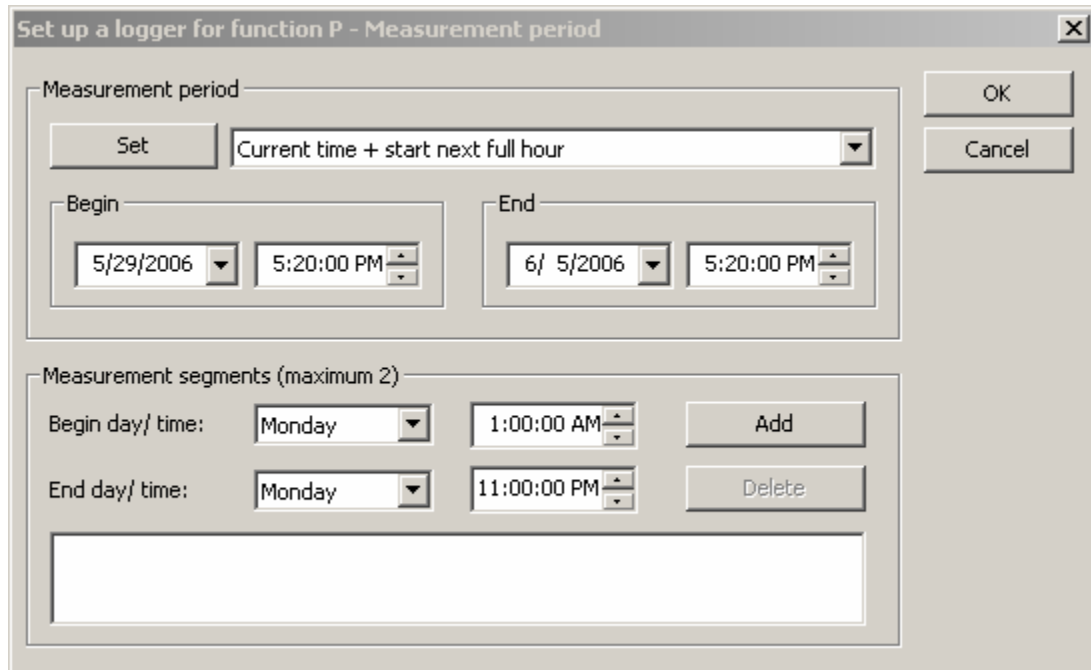 Set up a logger for function P - Measurement period
Measurement period
OK
Set
Current time + start next full hour
Cancel
Begin
End
5/29/2006
5:20:00 PM
6/ 5/2006
5:20:00 PM
Measurement segments (maximum 2)
Begin day/ time:
Monday
1:00:00 AM
Add
End day/ time:
Monday
11:00:00 PM
Delete